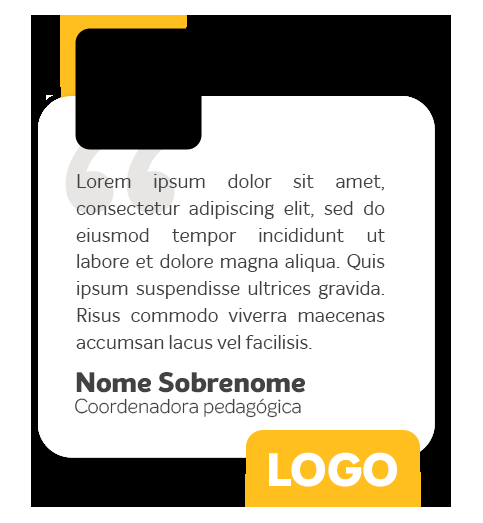 “
Lorem ipsum dolor sit amet,
consectetur adipiscing elit, sed do
eiusmod tempor incididunt ut
labore et dolore magna aliqua. Quis
ipsum suspendisse ultrices gravida.
Risus commodo viverra maecenas
accumsan lacus vel facilisis.
Nome Sobrenome
Coordenadora pedagógica
LOGO